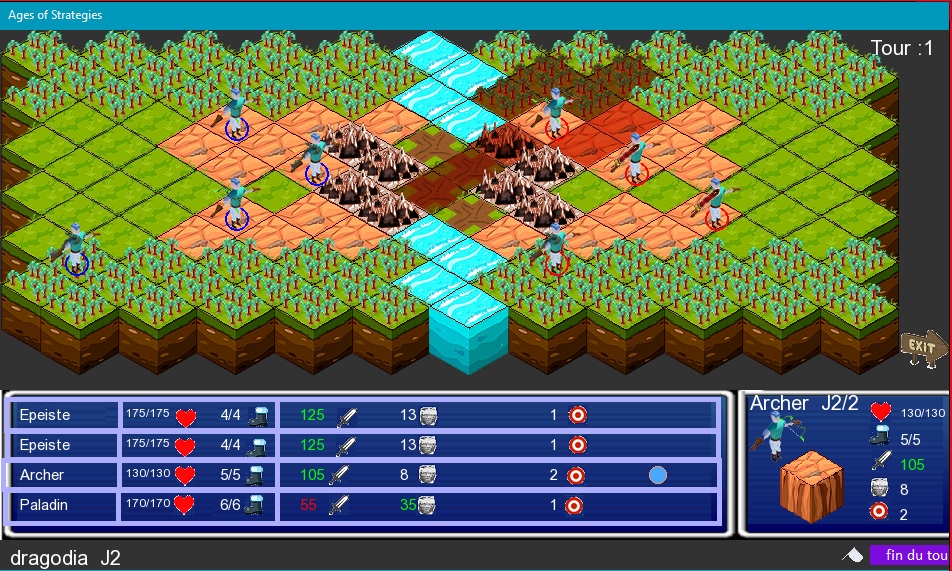 Ages of Strategies
Tour :1
EXIT
Epeiste 175/175 4/4 125 13 1
Epeiste 175/175 4/4 125 13 1
Archer 130/130 5/5 105 8 2
Paladin 170/170 6/6 55 35 1
Archer J2/2 130/130
5/5
105
8
2
dragodia J2
fin du tou